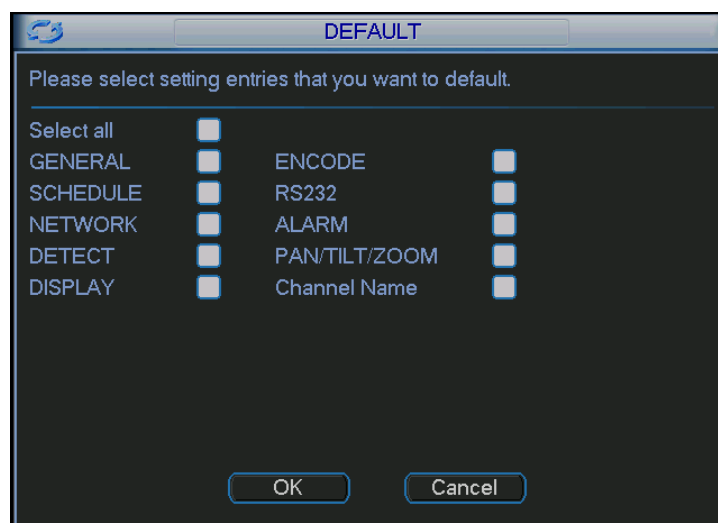 DEFAULT
Please select setting entries that you want to default.
Select all
GENERAL ENCODE
SCHEDULE RS232
NETWORK ALARM
DETECT PAN/TILT/ZOOM
DISPLAY Channel Name
OK Cancel